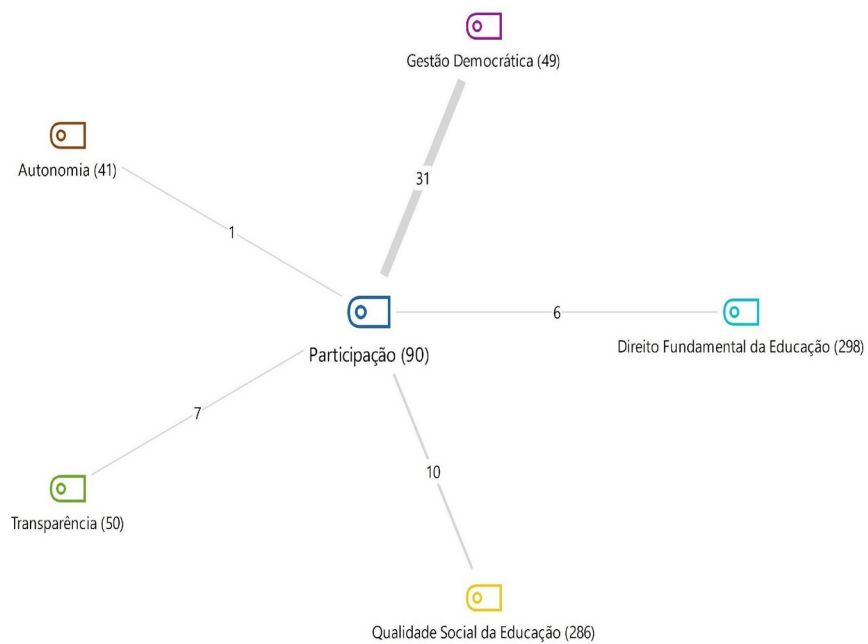 Gestão Democrática (49)
Autonomia (41)
31
1
6
Participação (90)
Direito Fundamental da Educação (298)
7
10
Transparência (50)
Qualidade Social da Educação (286)